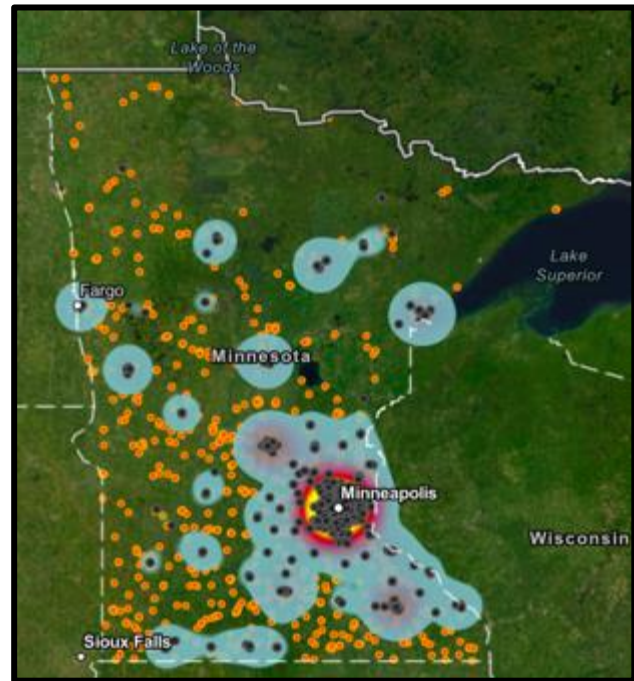 Lake of the
Woods
Lake
Superior
Fargo
Minnesota
Minneapolis
Wisconsin
Sioux Falls